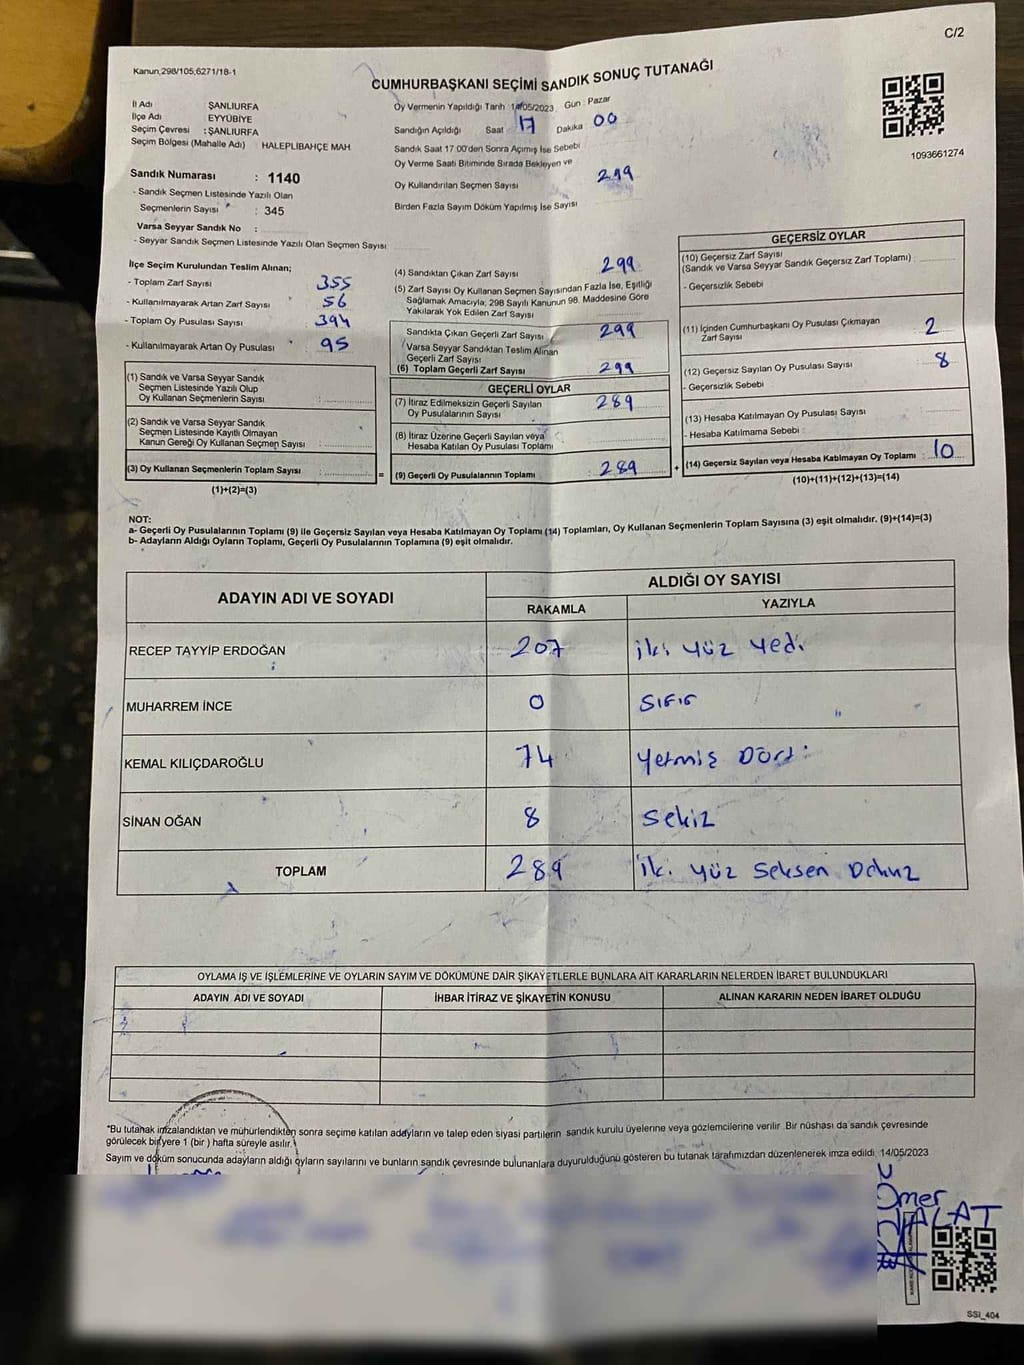 C/2
Kanun,298/105,6271/18-1
CUMHURBAŞKANI SEÇİMİ SANDIK SONUÇ TUTANAĞI
İl Adı ŞANLIURFA
İlçe Adı EYYÜBİYE
Seçim Çevresi : ŞANLIURFA
Seçim Bölgesi (Mahalle Adı) HALEPLİBAHÇE MAH
Sandık Numarası : 1140
- Sandık Seçmen Listesinde Yazılı Olan
Seçmenlerin Sayısı : 345
Varsa Seyyar Sandık No :
- Seyyar Sandık Seçmen Listesinde Yazılı Olan Seçmen Sayısı
Oy Vermenin Yapıldığı Tarih : 14/05/2023 Gün : Pazar
Sandığın Açıldığı Saat 17 Dakika 00
Sandık Saat 17:00'den Sonra Açımış İse Sebebi
Oy Verme Saati Bitiminde Sırada Bekleyen ve
Oy Kullandırılan Seçmen Sayısı 299
Birden Fazla Sayım Döküm Yapılmış İse Sayısı
1093661274
İlçe Seçim Kurulundan Teslim Alınan;
- Toplam Zarf Sayısı : 355
- Kullanılmayarak Artan Zarf Sayısı : 56
- Toplam Oy Pusulası Sayısı : 394
- Kullanılmayarak Artan Oy Pusulası : 95
(1) Sandık ve Varsa Seyyar Sandık
Seçmen Listesinde Yazılı Olup
Oy Kullanan Seçmenlerin Sayısı :
(2) Sandık ve Varsa Seyyar Sandık
Seçmen Listesinde Kayıtlı Olmayan
Kanun Gereği Oy Kullanan Seçmen Sayısı :
(3) Oy Kullanan Seçmenlerin Toplam Sayısı : =
(1)+(2)=(3)
(4) Sandıktan Çıkan Zarf Sayısı 299
(5) Zarf Sayısı Oy Kullanan Seçmen Sayısından Fazla İse, Eşitliği
Sağlamak Amacıyla; 298 Sayılı Kanunun 98. Maddesine Göre
Yakılarak Yok Edilen Zarf Sayısı
Sandıkta Çıkan Geçerli Zarf Sayısı 299
Varsa Seyyar Sandıktan Teslim Alınan
Geçerli Zarf Sayısı
(6) Toplam Geçerli Zarf Sayısı 299
GEÇERLİ OYLAR
(7) İtiraz Edilmeksizin Geçerli Sayılan
Oy Pusulalarının Sayısı 289
(8) İtiraz Üzerine Geçerli Sayılan veya
Hesaba Katılan Oy Pusulası Toplamı
(9) Geçerli Oy Pusulalarının Toplamı 289 +
GEÇERSİZ OYLAR
(10) Geçersiz Zarf Sayısı
(Sandık ve Varsa Seyyar Sandık Geçersiz Zarf Toplamı) :
- Geçersizlik Sebebi
(11) İçinden Cumhurbaşkanı Oy Pusulası Çıkmayan
Zarf Sayısı 2
(12) Geçersiz Sayılan Oy Pusulası Sayısı 8
- Geçersizlik Sebebi
(13) Hesaba Katılmayan Oy Pusulası Sayısı
- Hesaba Katılmama Sebebi :
(14) Geçersiz Sayılan veya Hesaba Katılmayan Oy Toplamı : 10
(10)+(11)+(12)+(13)=(14)
NOT:
a- Geçerli Oy Pusulalarının Toplamı (9) ile Geçersiz Sayılan veya Hesaba Katılmayan Oy Toplamı (14) Toplamları, Oy Kullanan Seçmenlerin Toplam Sayısına (3) eşit olmalıdır. (9)+(14)=(3)
b- Adayların Aldığı Oyların Toplamı, Geçerli Oy Pusulalarının Toplamına (9) eşit olmalıdır.
ADAYIN ADI VE SOYADI ALDIĞI OY SAYISI
RAKAMLA YAZIYLA
RECEP TAYYİP ERDOĞAN 207 iki yüz yedi
MUHARREM İNCE 0 sıfır
KEMAL KILIÇDAROĞLU 74 Yetmiş Dört
SİNAN OĞAN 8 Sekiz
TOPLAM 289 iki yüz Seksen Dokuz
OYLAMA İŞ VE İŞLEMLERİNE VE OYLARIN SAYIM VE DÖKÜMÜNE DAİR ŞİKAYETLERLE BUNLARA AİT KARARLARIN NELERDEN İBARET BULUNDUKLARI
ADAYIN ADI VE SOYADI İHBAR İTİRAZ VE ŞİKAYETİN KONUSU ALINAN KARARIN NEDEN İBARET OLDUĞU
*Bu tutanak imzalandıktan ve mühürlendikten sonra seçime katılan adayların ve talep eden siyasi partilerin sandık kurulu üyelerine veya gözlemcilerine verilir. Bir nüshası da sandık çevresinde
görülecek bir yere 1 (bir ) hafta süreyle asılır.
Sayım ve döküm sonucunda adayların aldığı oyların sayılarını ve bunların sandık çevresinde bulunanlara duyurulduğunu gösteren bu tutanak tarafımızdan düzenlenerek imza edildi. 14/05/2023
Ömer
SSI_404